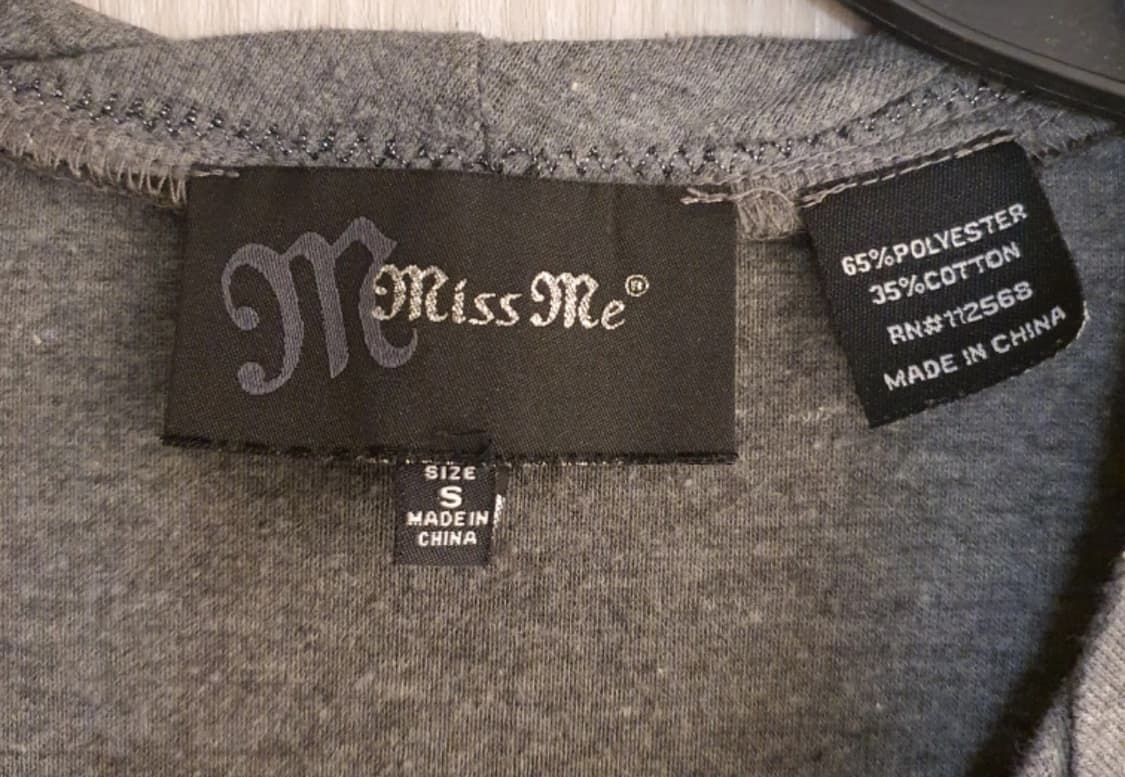 M
Miss Me®
SIZE
S
MADE IN
CHINA
65%POLYESTER
35%COTTON
RN#112568
MADE IN CHINA